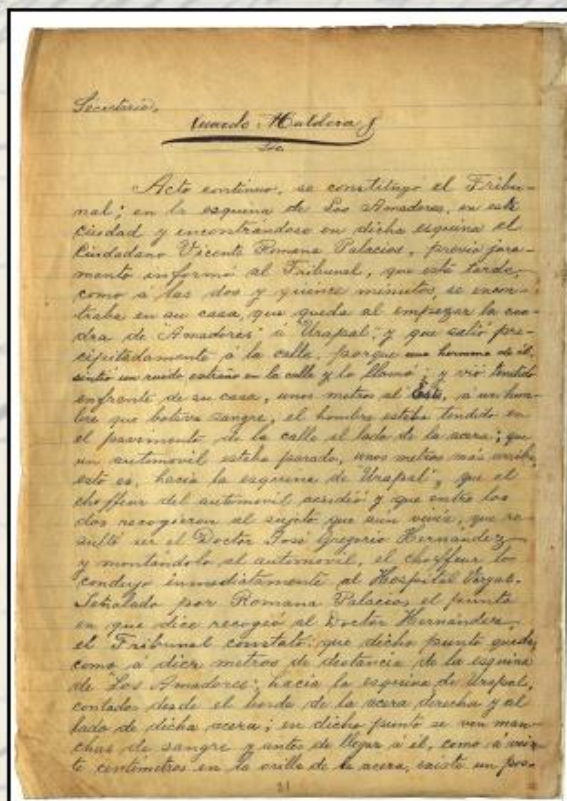 Secretario,
Acto continuo, se constituyo el Tribu-
nal; en la esquina de Los Amadores, en esta
ciudad y encontrandose en dicha esquina el
Ciudadano Vicente Romana Palacios, previo jura-
mento informó al Tribunal, que esta tarde,
como á las dos y quince minutos, se encon-
traba en su casa, que queda al empezar la cua-
dra de "Amadores" á Urapal; y que salió pre-
cipitadamente á la calle, porque una hermana de él
sintió un ruido extraño en la calle y lo llamó; y vió tendido
enfrente de su casa, unos metros al Este, a un hom-
bre que botava sangre, el hombre estaba tendido en
el pavimento de la calle al lado de la acera; que
un automovil estaba parado, unos metros más arriba,
esto es, hacia la esquina de "Urapal", que el
choffeur del automovil acudió y que entre los
dos recogieron al sujeto que aún vivía, que re-
sultó ser el Doctor José Gregorio Hernández
y montándolo al automovil, el choffeur lo
condujo inmediatamente al Hospital Vargas.
Señalado por Romana Palacios el punto
en que dice recogió al Doctor Hernández
el Tribunal constató: que dicho punto queda,
como á diez metros de distancia de la esquina
de "Los Amadores", hacia la esquina de Urapal,
contados desde el borde de la acera derecha y al
lado de dicha acera; en dicho punto se ven man-
chas de sangre y antes de llegar á él, como á vein-
te centímetros en la orilla de la acera, existe un pos-